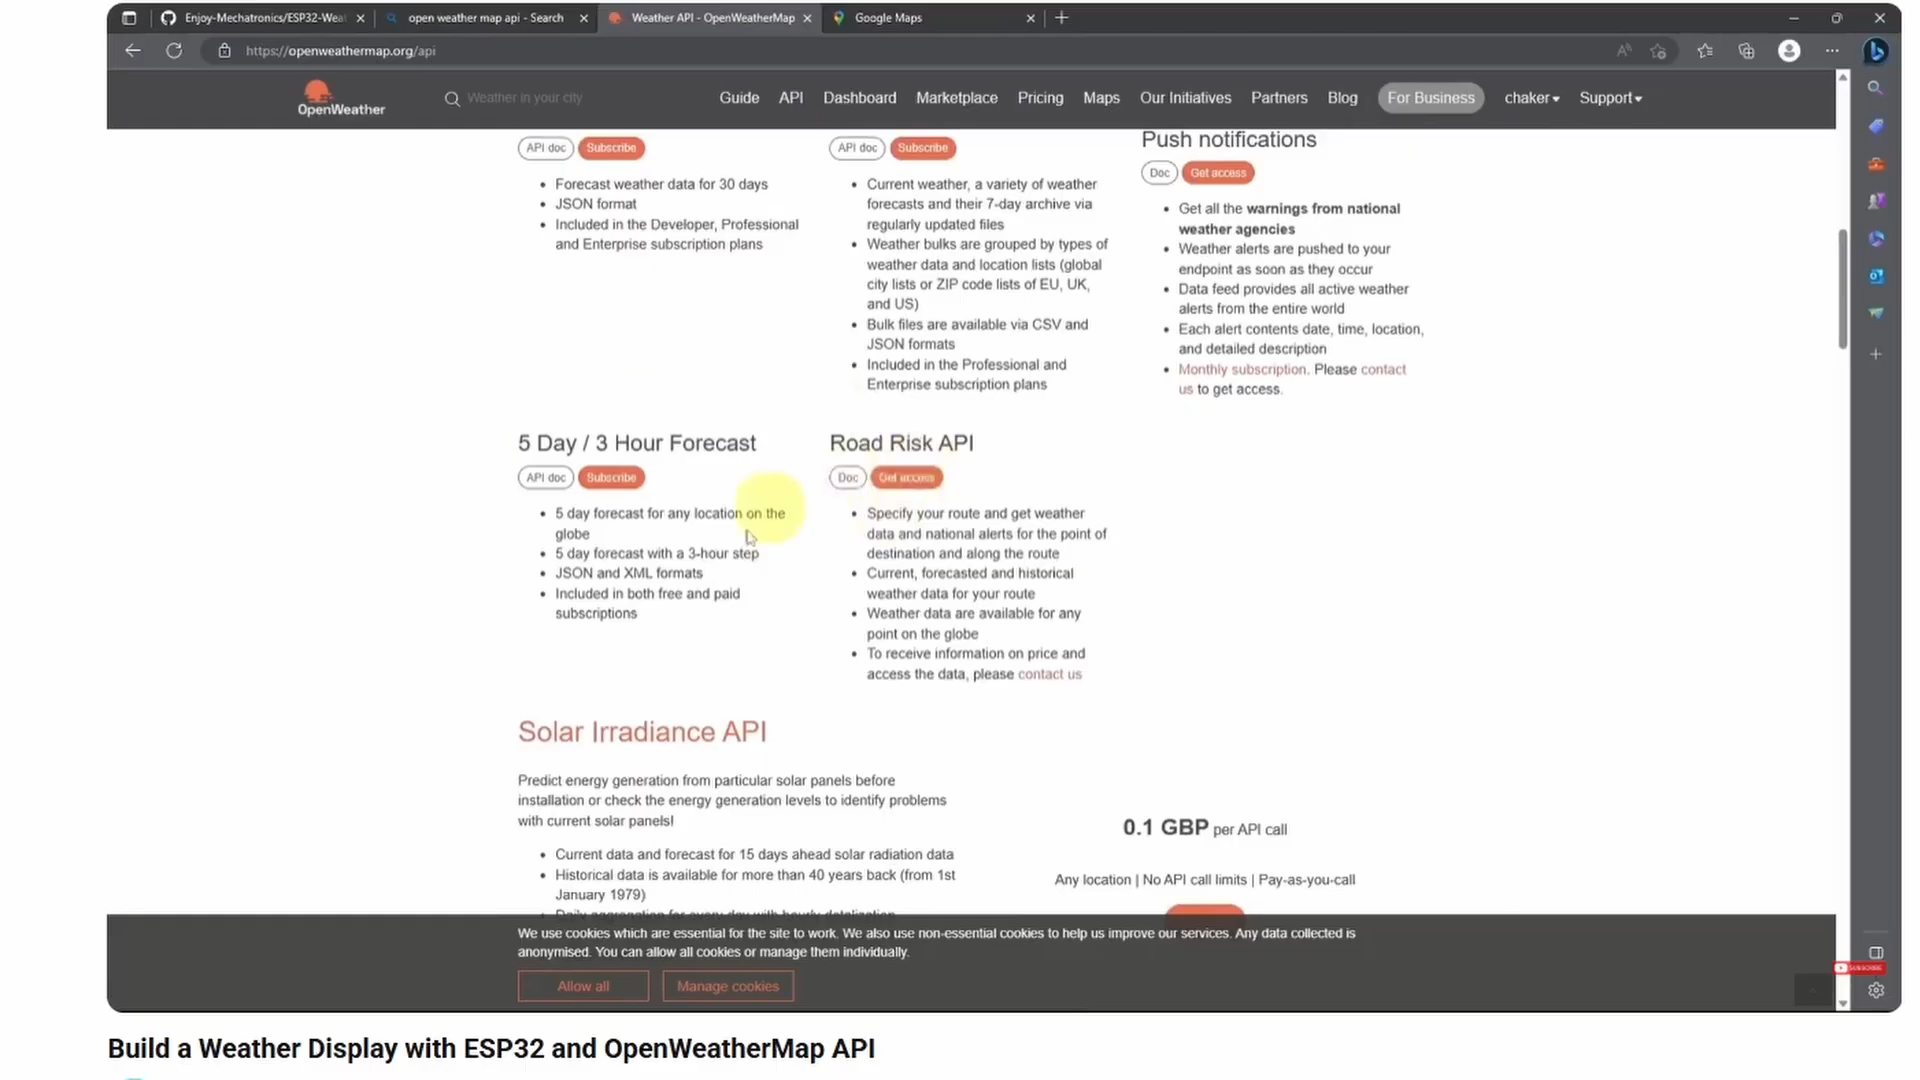 Enjoy-Mechatronics/ESP32-Wea
open weather map api - Search
Weather API - OpenWeatherMap
Google Maps
https://openweathermap.org/api
OpenWeather
Weather in your city
Guide
API
Dashboard
Marketplace
Pricing
Maps
Our Initiatives
Partners
Blog
For Business
chaker
Support
API doc
Subscribe
Forecast weather data for 30 days
JSON format
Included in the Developer, Professional
and Enterprise subscription plans
API doc
Subscribe
Current weather, a variety of weather
forecasts and their 7-day archive via
regularly updated files
Weather bulks are grouped by types of
weather data and location lists (global
city lists or ZIP code lists of EU, UK,
and US)
Bulk files are available via CSV and
JSON formats
Included in the Professional and
Enterprise subscription plans
Push notifications
Doc
Get access
Get all the warnings from national
weather agencies
Weather alerts are pushed to your
endpoint as soon as they occur
Data feed provides all active weather
alerts from the entire world
Each alert contents date, time, location,
and detailed description
Monthly subscription. Please contact
us to get access.
5 Day / 3 Hour Forecast
API doc
Subscribe
5 day forecast for any location on the
globe
5 day forecast with a 3-hour step
JSON and XML formats
Included in both free and paid
subscriptions
Road Risk API
Doc
Get access
Specify your route and get weather
data and national alerts for the point of
destination and along the route
Current, forecasted and historical
weather data for your route
Weather data are available for any
point on the globe
To receive information on price and
access the data, please contact us
Solar Irradiance API
Predict energy generation from particular solar panels before
installation or check the energy generation levels to identify problems
with current solar panels!
Current data and forecast for 15 days ahead solar radiation data
Historical data is available for more than 40 years back (from 1st
January 1979)
0.1 GBP per API call
Any location | No API call limits | Pay-as-you-call
We use cookies which are essential for the site to work. We also use non-essential cookies to help us improve our services. Any data collected is
anonymised. You can allow all cookies or manage them individually.
Allow all
Manage cookies
SUBSCRIBE
Build a Weather Display with ESP32 and OpenWeatherMap API